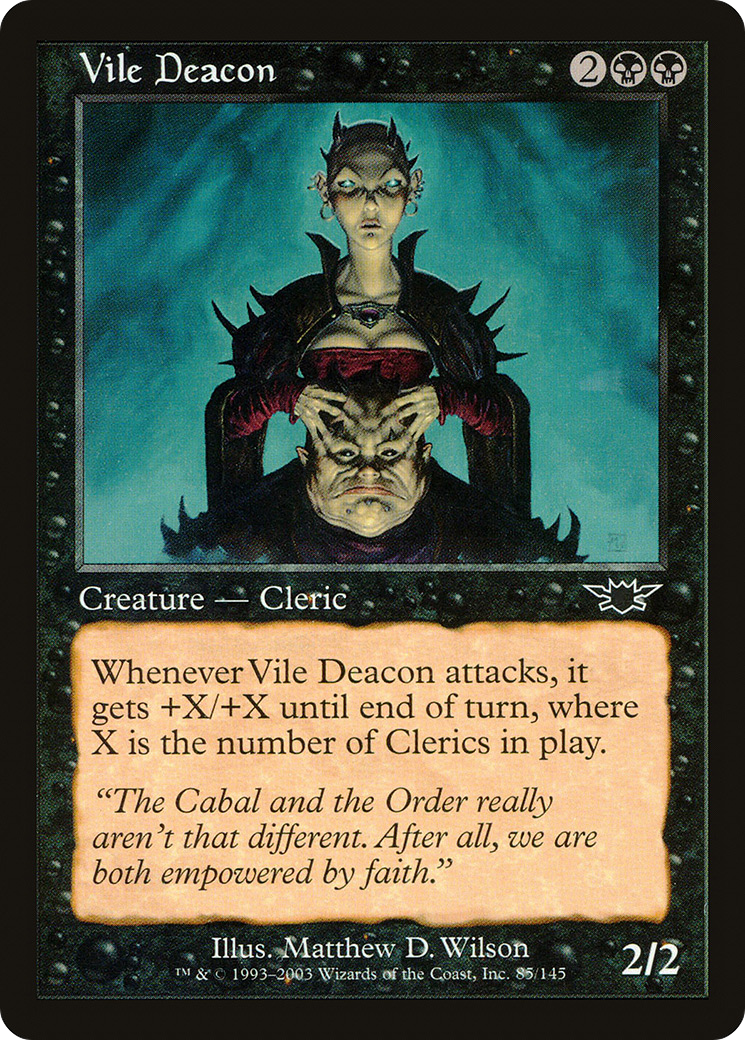 Vile Deacon 2
Creature — Cleric
Whenever Vile Deacon attacks, it
gets +X/+X until end of turn, where
X is the number of Clerics in play.
“The Cabal and the Order really
aren’t that different. After all, we are
both empowered by faith.”
Illus. Matthew D. Wilson
™ & © 1993–2003 Wizards of the Coast, Inc. 85/145
2/2